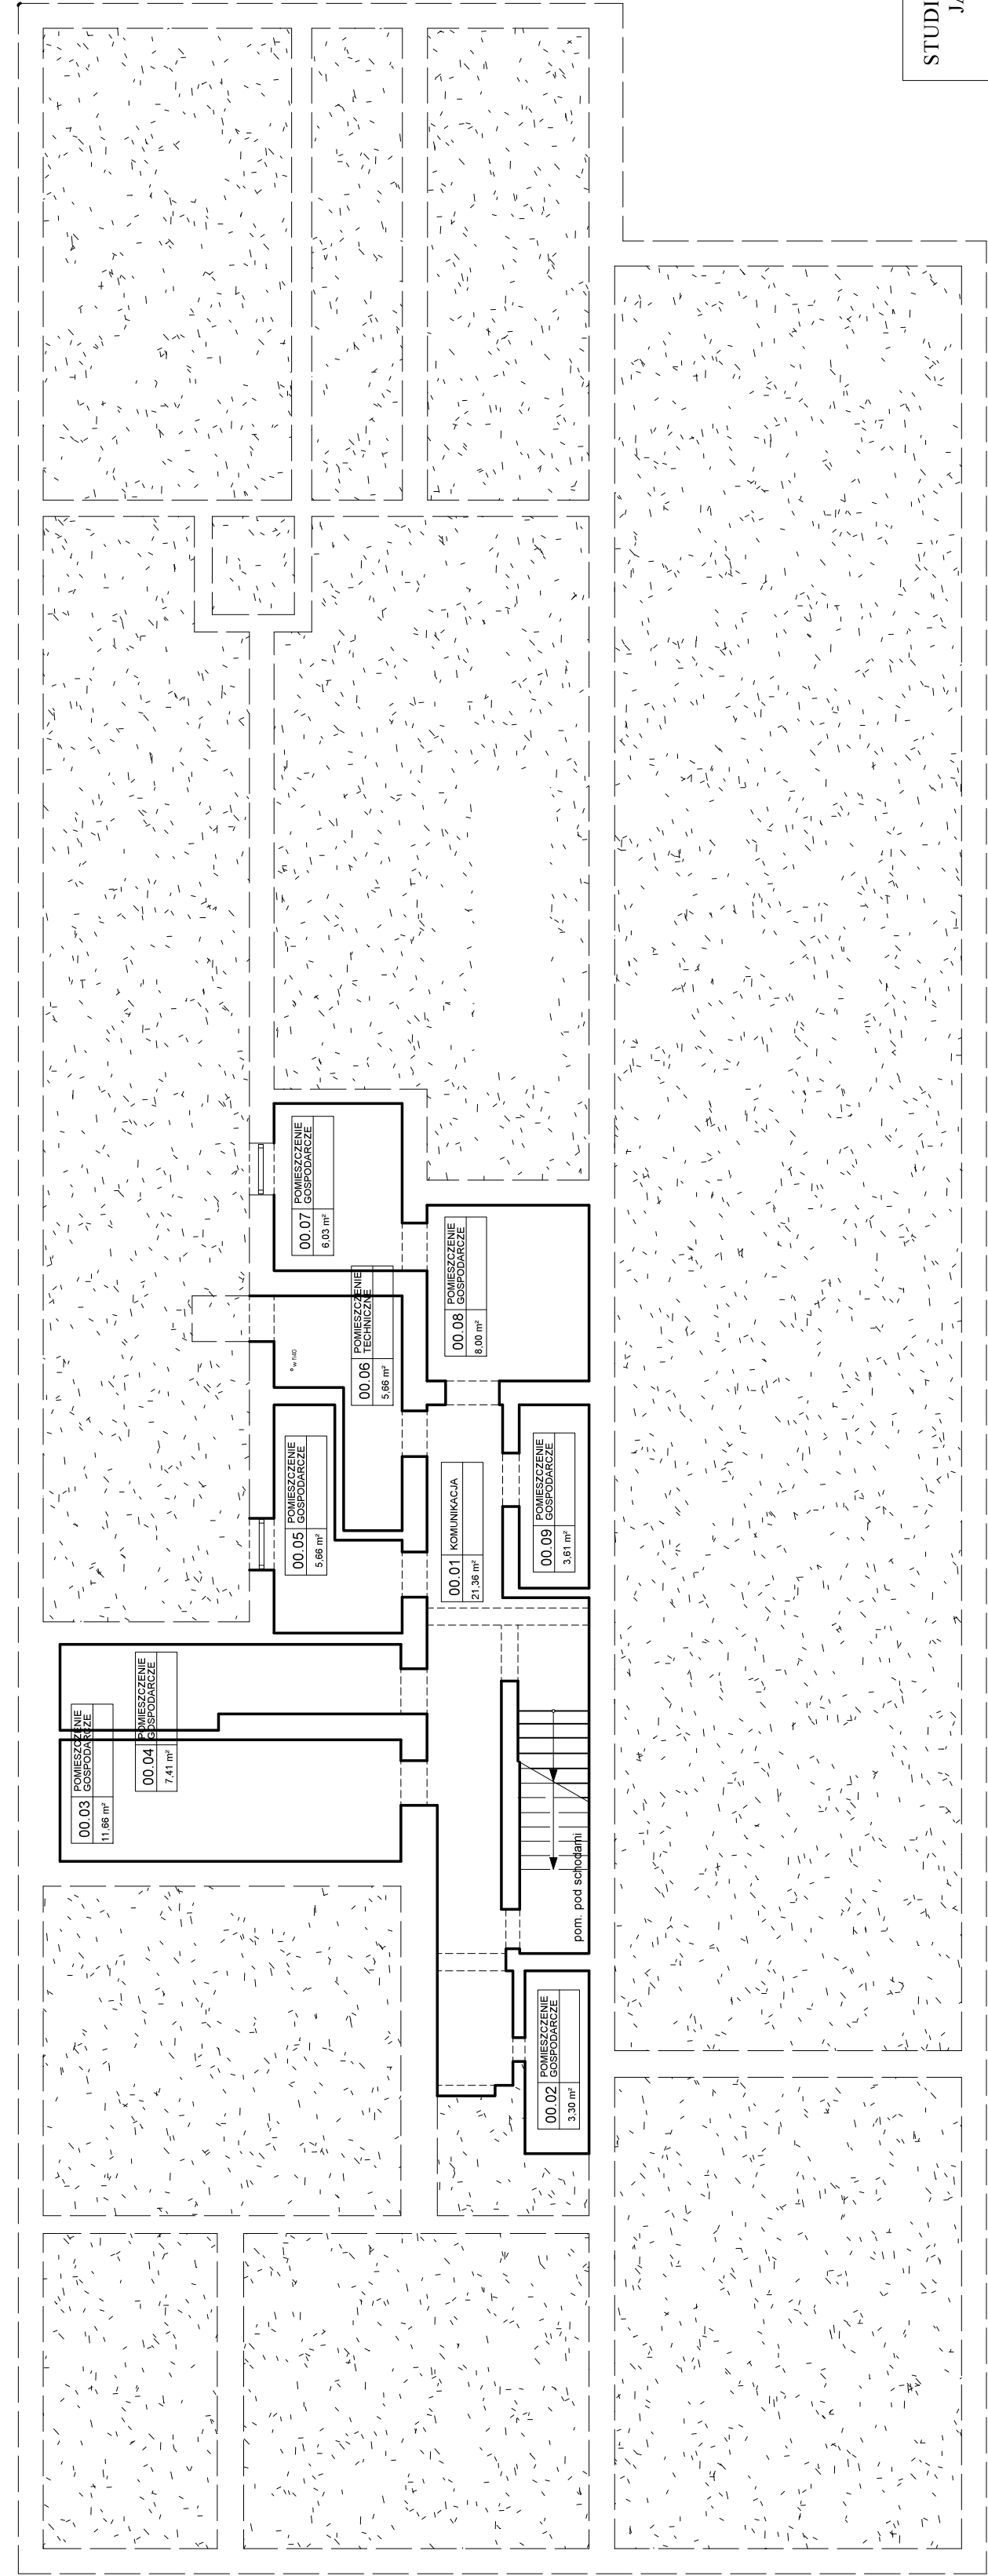 STUDI
JA
00.07
POMIESZCZENIE
GOSPODARCZE
6,03 m²
00.06
POMIESZCZENIE
TECHNICZNE
5,66 m²
00.08
POMIESZCZENIE
GOSPODARCZE
8,00 m²
00.05
POMIESZCZENIE
GOSPODARCZE
5,66 m²
00.01
KOMUNIKACJA
21,36 m²
00.09
POMIESZCZENIE
GOSPODARCZE
3,61 m²
00.04
POMIESZCZENIE
GOSPODARCZE
7,41 m²
00.03
POMIESZCZENIE
GOSPODARCZE
11,66 m²
pom. pod schodami
00.02
POMIESZCZENIE
GOSPODARCZE
3,30 m²